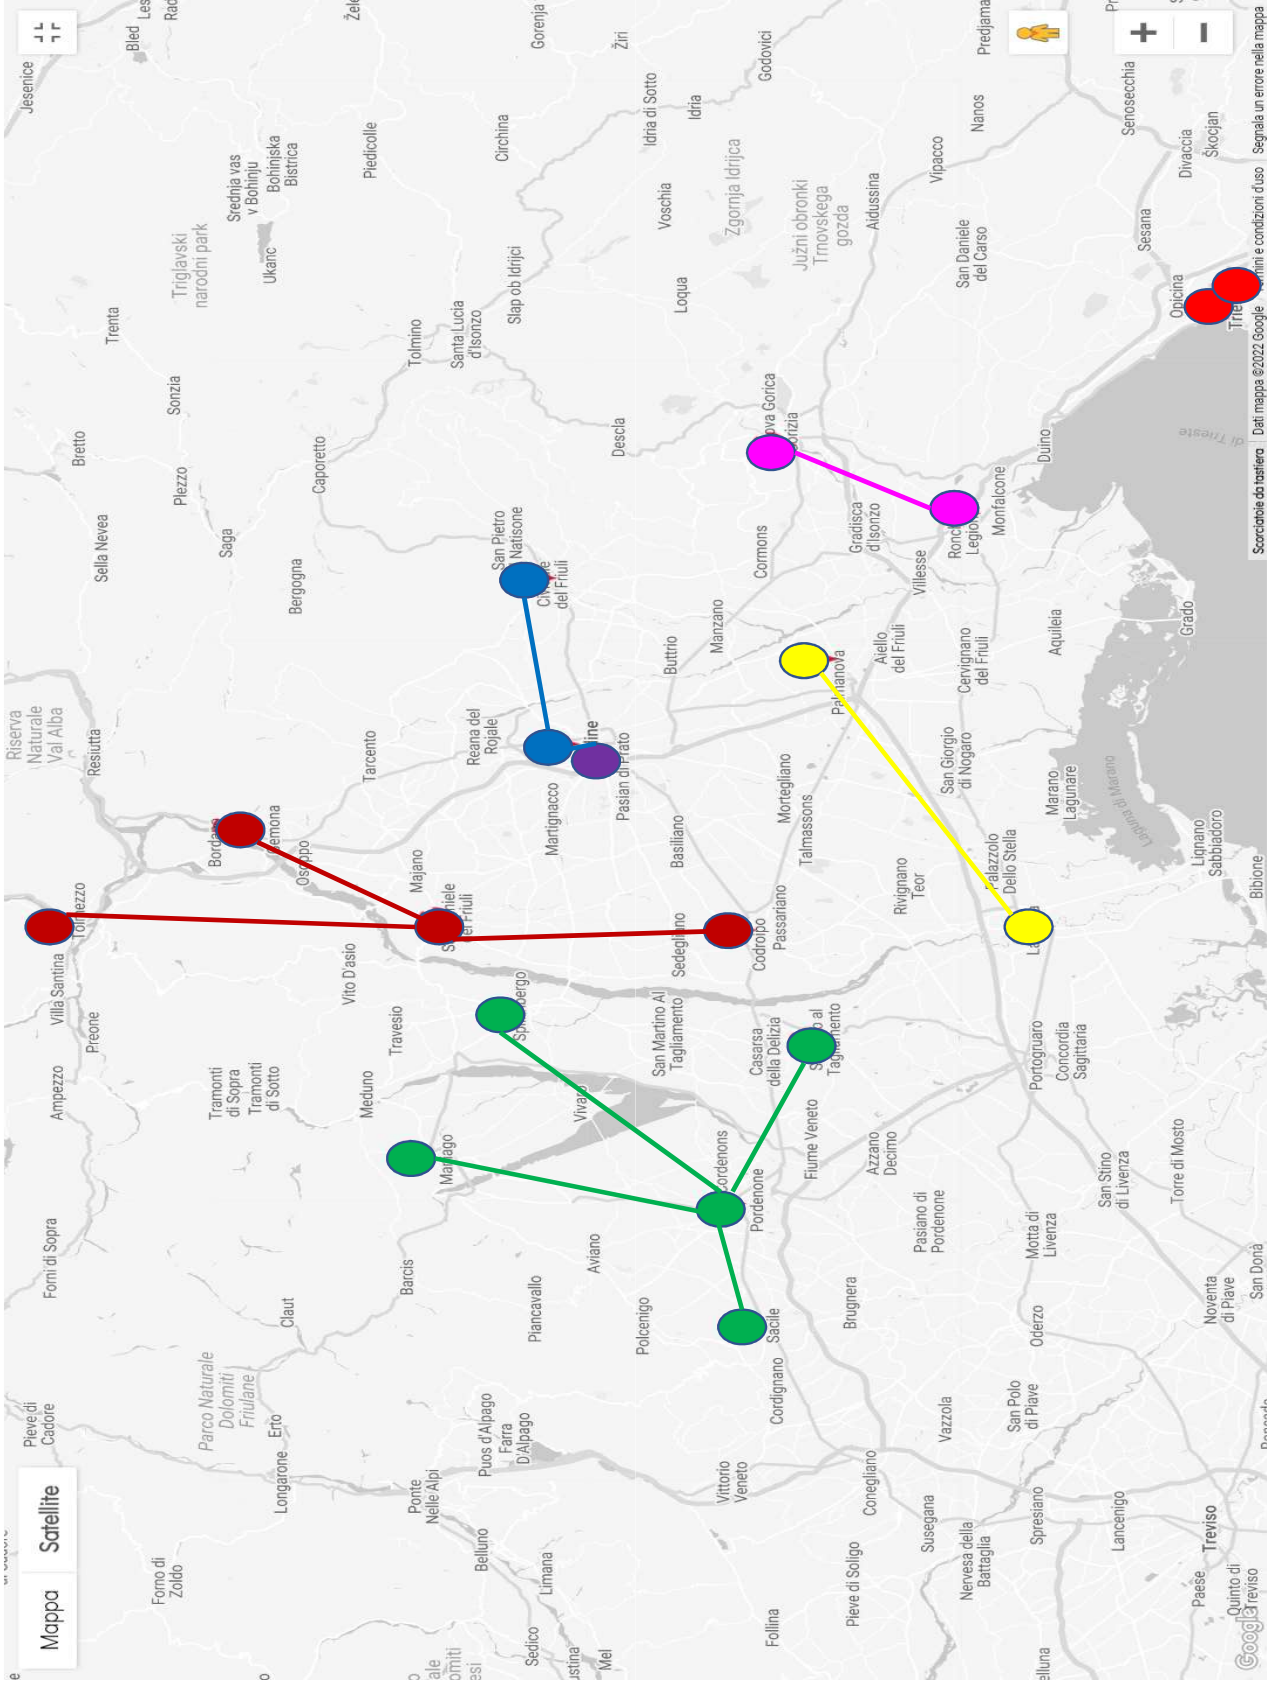 Mappa
Satellite
Pieve di
Cadore
Forni di Sopra
Ampezzo
Villa Santina
Preone
Resiutta
Riserva
Naturale
Val Alba
Sella Nevea
Bretto
Trenta
Jesenice
Bled
Forno di
Zoldo
Parco Naturale
Dolomiti
Friulane
Longarone
Erto
Claut
Tramonti
di Sopra
Tramonti
di Sotto
Vito D'asio
Osoppo
Tarcento
Bergogna
Saga
Plezzo
Sonzia
Triglavski
narodni park
Ukanc
Srednja vas
v Bohinju
Bohinjska
Bistrica
Caporetto
Piedicolle
Ponte
Nelle Alpi
Barcis
Meduno
Travesio
Majano
Tolmino
Santa Lucia
d'Isonzo
Belluno
Puos d'Alpago
Farra
D'Alpago
Reana del
Rojale
San Pietro
Natisone
del Friuli
Slap ob Idrijci
Circhina
Gorenja
Sedico
Limana
Mel
Piancavallo
Aviano
Vivaro
Martignacco
Pasian di Prato
Descla
Žiri
Polcenigo
San Martino Al
Tagliamento
Sedegliano
Basiliano
Buttrio
Loqua
Voschia
Idria di Sotto
Idria
Vittorio
Veneto
Cordenons
Pordenone
Manzano
Zgornja Idrijca
Follina
Cordignano
Sacile
Casarsa
della Delizia
Codroipo
Passariano
Mortegliano
Talmassons
Cormons
Godovici
Fiume Veneto
Tagliamento
Palmanova
Južni obronki
Trnovskega
gozda
Pieve di Soligo
Conegliano
Brugnera
Azzano
Decimo
Rivignano
Teor
Aiello
del Friuli
Gradisca
d'Isonzo
Aidussina
Susegana
Vazzola
Pasiano di
Pordenone
San Giorgio
di Nogaro
Villesse
Vipacco
Nervesa della
Battaglia
Palazzolo
Dello Stella
Cervignano
del Friuli
San Daniele
del Carso
Nanos
Predjama
Spresiano
San Polo
di Piave
Oderzo
Motta di
Livenza
Portogruaro
Concordia
Sagittaria
Marano
Lagunare
Aquileia
Monfalcone
Duino
Lancenigo
San Stino
di Livenza
Laguna di Marano
Sesana
Senosecchia
Paese
Treviso
Quinto di
Treviso
Noventa
di Piave
San Donà
Torre di Mosto
Lignano
Sabbiadoro
Bibione
Grado
di Trieste
Opicina
Divaccia
Škocjan
Google
Scorciatoie da tastiera
Dati mappa ©2022 Google
Termini e condizioni d'uso
Segnala un errore nella mappa